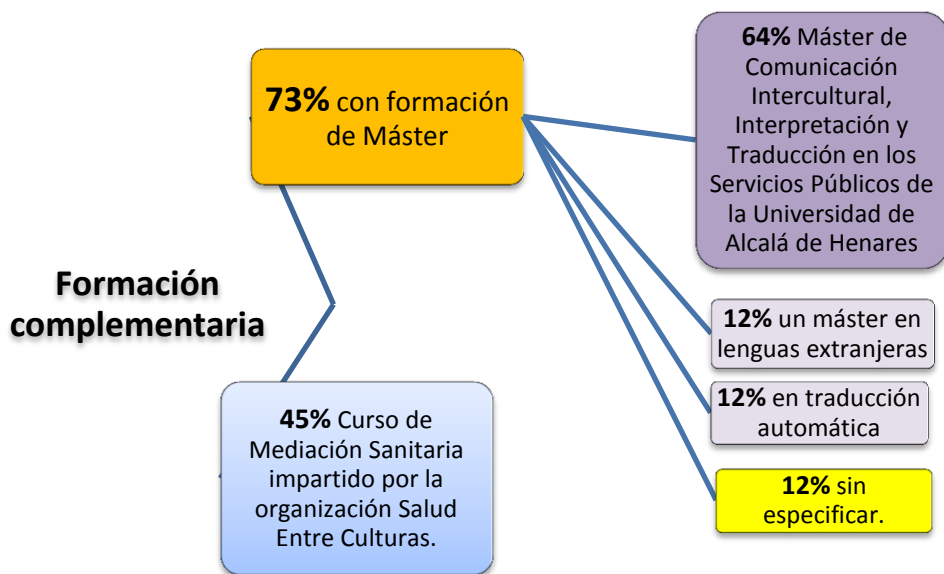 Formación
complementaria
73% con formación
de Máster
64% Máster de
Comunicación
Intercultural,
Interpretación y
Traducción en los
Servicios Públicos de
la Universidad de
Alcalá de Henares
12% un máster en
lenguas extranjeras
12% en traducción
automática
12% sin
especificar.
45% Curso de
Mediación Sanitaria
impartido por la
organización Salud
Entre Culturas.